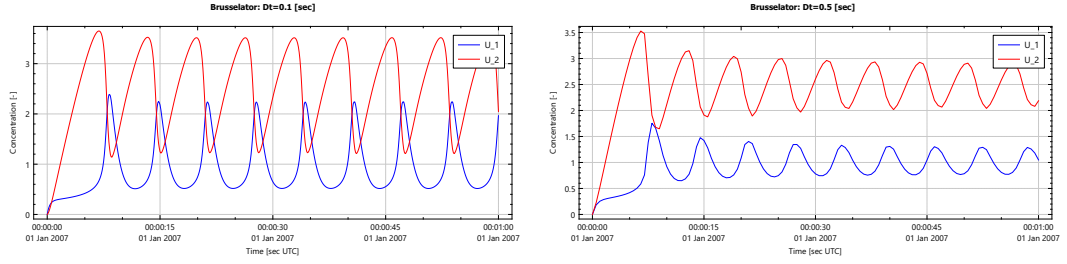 Brusselator: Dt=0.1 [sec]
U_1
U_2
Concentration [-]
3
2
1
0
00:00:00
01 Jan 2007
00:00:15
01 Jan 2007
00:00:30
01 Jan 2007
00:00:45
01 Jan 2007
00:01:00
01 Jan 2007
Time [sec UTC]
Brusselator: Dt=0.5 [sec]
U_1
U_2
Concentration [-]
3.5
3
2.5
2
1.5
1
0.5
0
00:00:00
01 Jan 2007
00:00:15
01 Jan 2007
00:00:30
01 Jan 2007
00:00:45
01 Jan 2007
00:01:00
01 Jan 2007
Time [sec UTC]